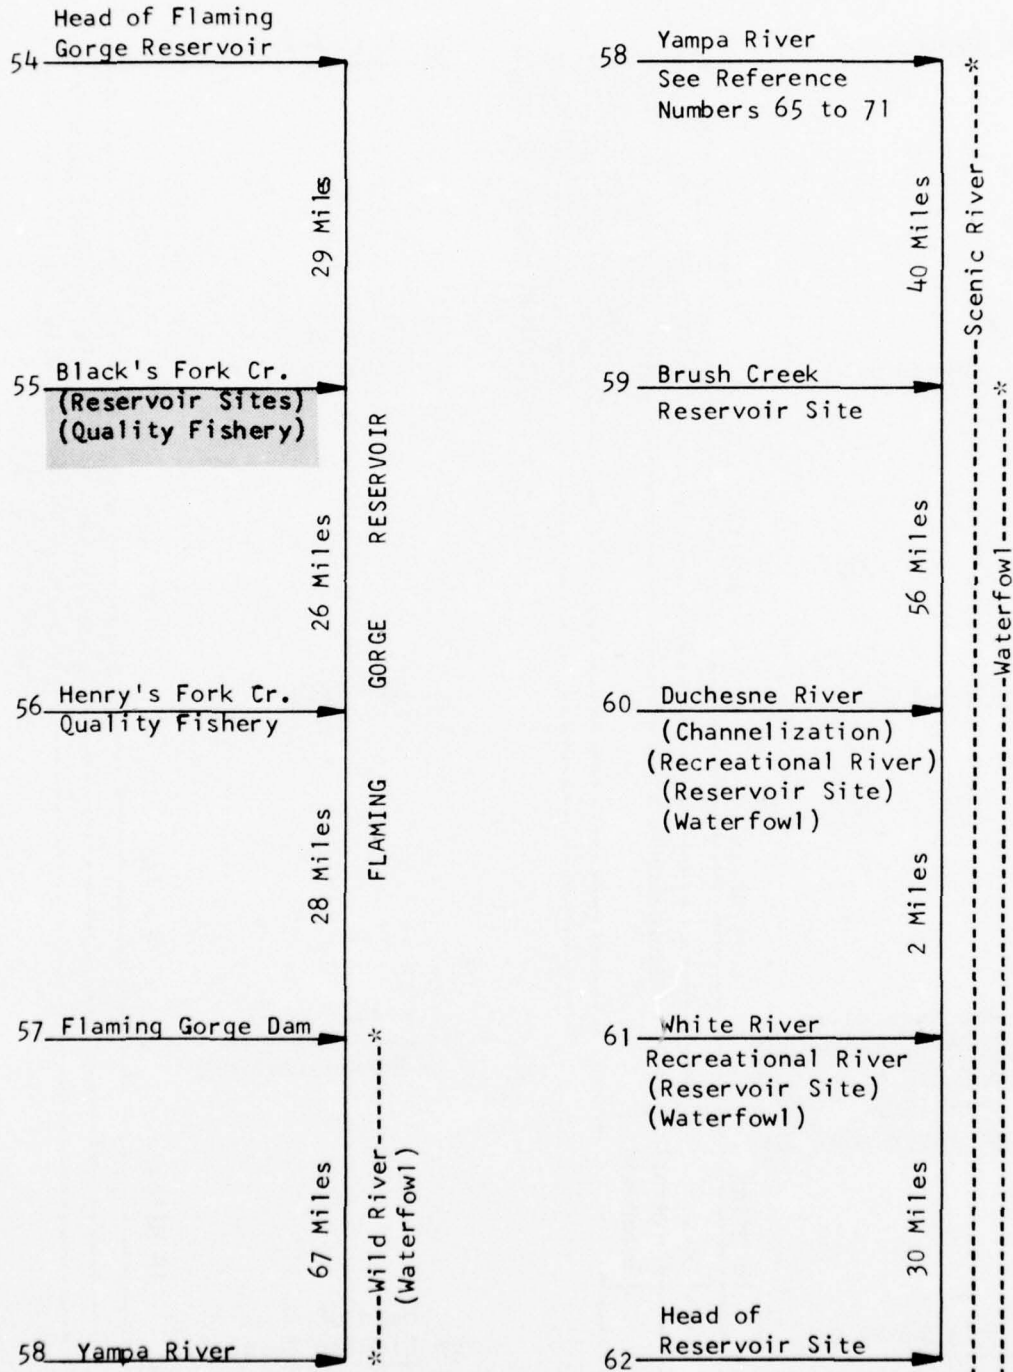 Head of Flaming
54 Gorge Reservoir
29 Miles
55 Black's Fork Cr.
(Reservoir Sites)
(Quality Fishery)
26 Miles
56 Henry's Fork Cr.
Quality Fishery
28 Miles
57 Flaming Gorge Dam
67 Miles
58 Yampa River
FLAMING GORGE RESERVOIR
*----Wild River----*
(Waterfowl)
58 Yampa River
See Reference
Numbers 65 to 71
40 Miles
59 Brush Creek
Reservoir Site
56 Miles
60 Duchesne River
(Channelization)
(Recreational River)
(Reservoir Site)
(Waterfowl)
2 Miles
61 White River
Recreational River
(Reservoir Site)
(Waterfowl)
30 Miles
Head of
62 Reservoir Site
----Scenic River----*
----Waterfowl----*